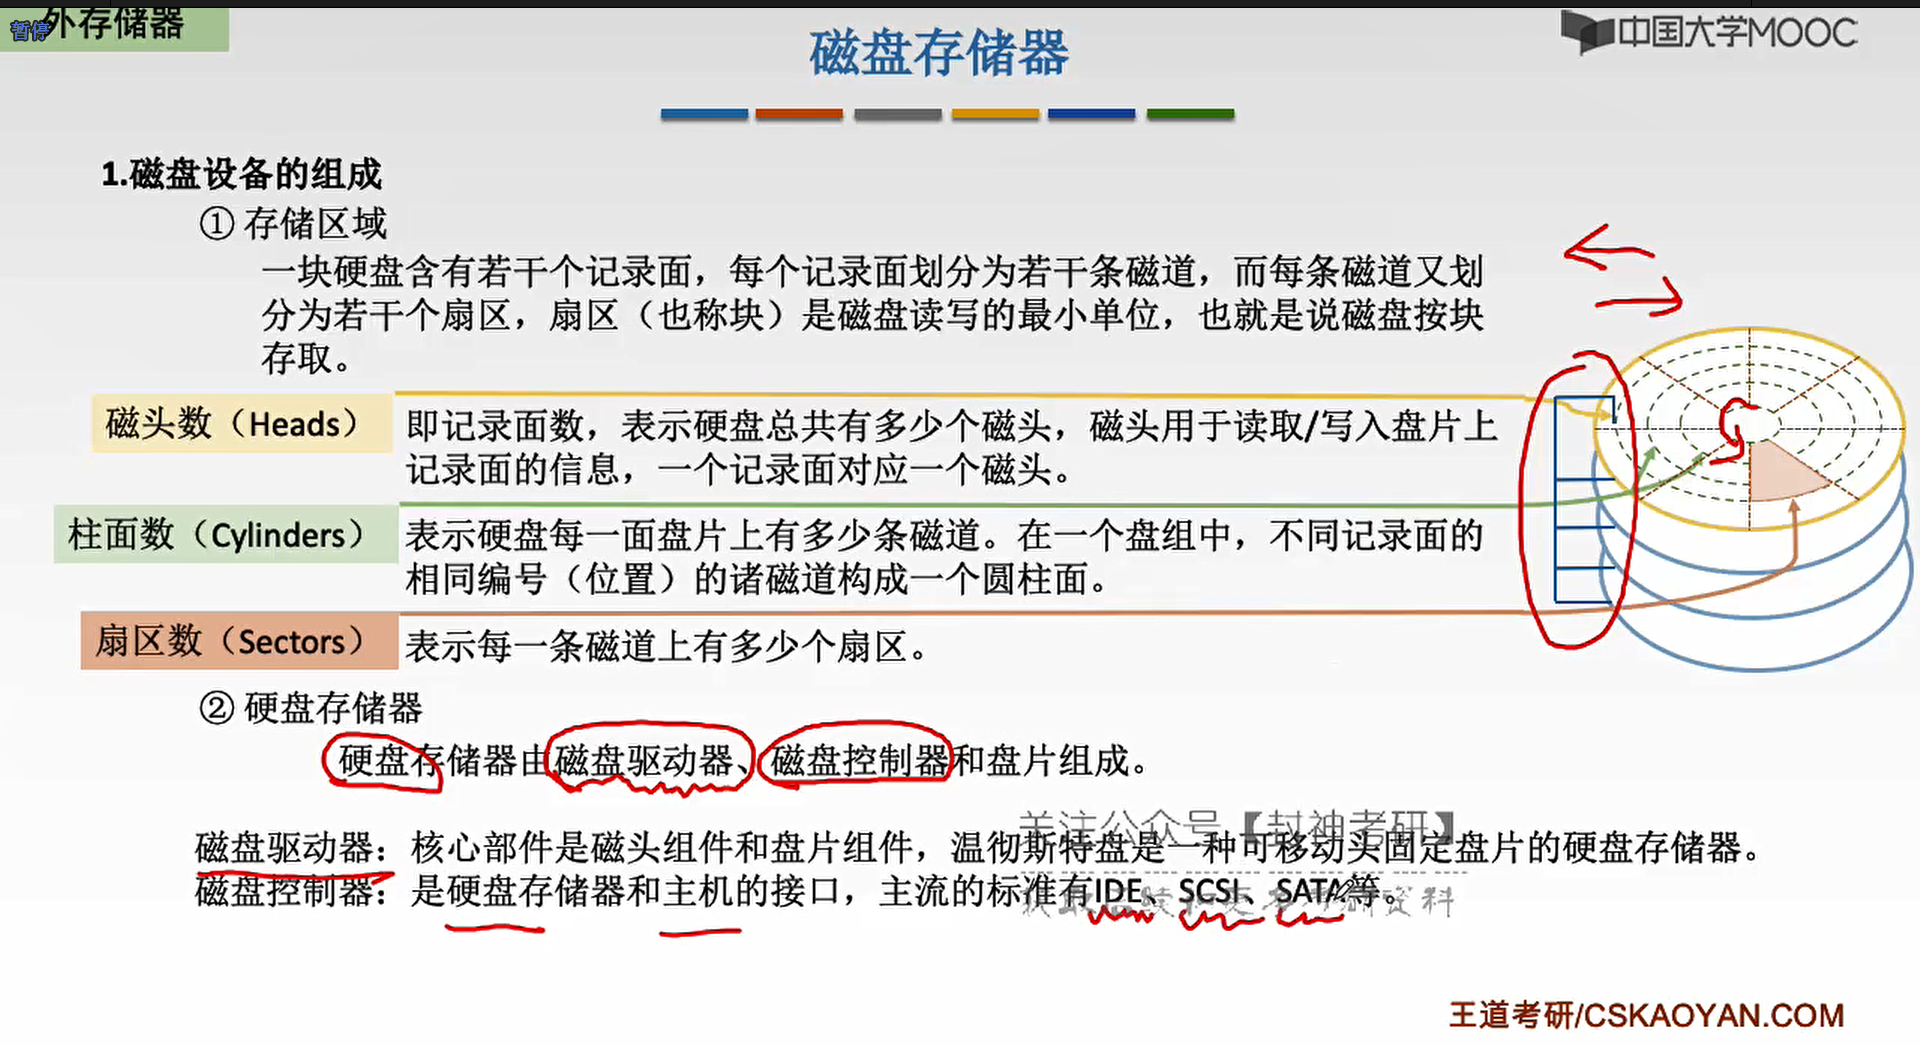 外存储器
暂停
中国大学MOOC
磁盘存储器
1.磁盘设备的组成
① 存储区域
一块硬盘含有若干个记录面，每个记录面划分为若干条磁道，而每条磁道又划
分为若干个扇区，扇区（也称块）是磁盘读写的最小单位，也就是说磁盘按块
存取。
磁头数（Heads）
即记录面数，表示硬盘总共有多少个磁头，磁头用于读取/写入盘片上
记录面的信息，一个记录面对应一个磁头。
柱面数（Cylinders）
表示硬盘每一面盘片上有多少条磁道。在一个盘组中，不同记录面的
相同编号（位置）的诸磁道构成一个圆柱面。
扇区数（Sectors）
表示每一条磁道上有多少个扇区。
② 硬盘存储器
硬盘存储器由磁盘驱动器、磁盘控制器和盘片组成。
关注公众号【封神考研】
磁盘驱动器：核心部件是磁头组件和盘片组件，温彻斯特盘是一种可移动头固定盘片的硬盘存储器。
磁盘控制器：是硬盘存储器和主机的接口，主流的标准有IDE、SCSI、SATA等。
王道考研/CSKAOYAN.COM